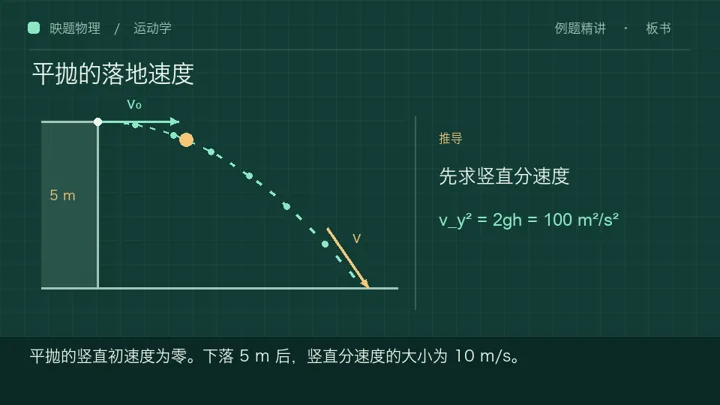 映题物理 / 运动学
例题精讲 · 板书
平抛的落地速度
v₀
5 m
v
推导
先求竖直分速度
v_y² = 2gh = 100 m²/s²
平抛的竖直初速度为零。下落 5 m 后，竖直分速度的大小为 10 m/s。